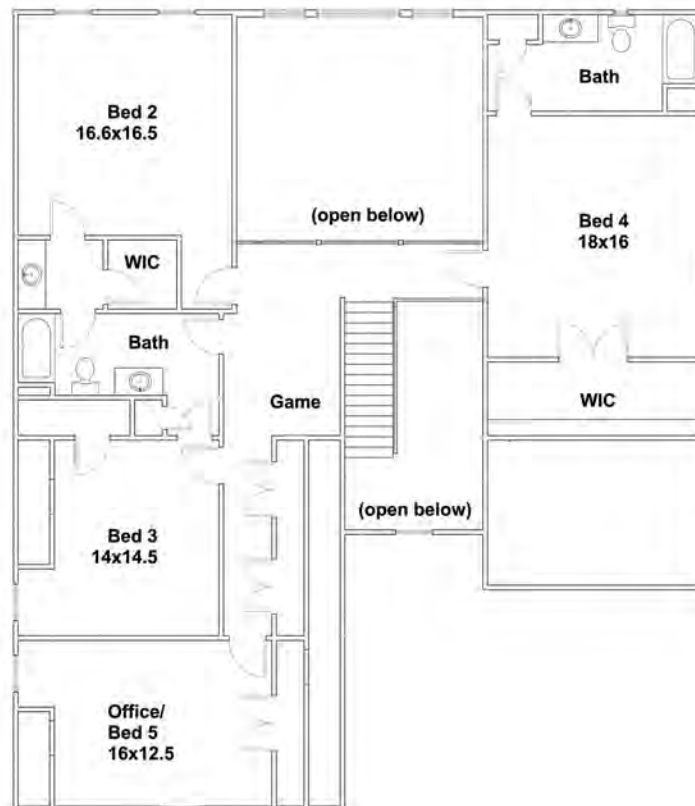 Bath
Bed 2
16.6x16.5
(open below)
Bed 4
18x16
WIC
Bath
Game
WIC
(open below)
Bed 3
14x14.5
Office/
Bed 5
16x12.5